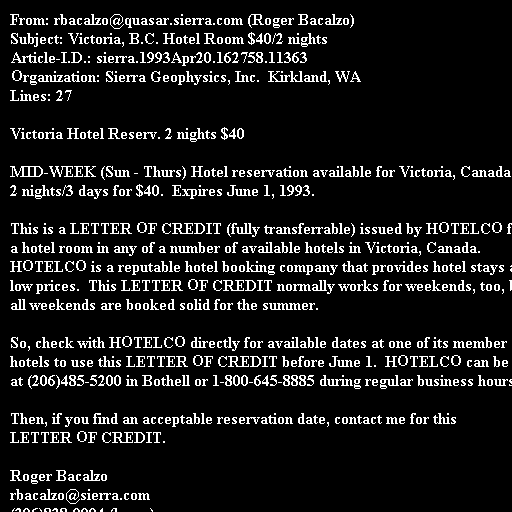 From: rbacalzo@quasar.sierra.com (Roger Bacalzo)
Subject: Victoria, B.C. Hotel Room $40/2 nights
Article-I.D.: sierra.1993Apr20.162758.11363
Organization: Sierra Geophysics, Inc.  Kirkland, WA
Lines: 27
Victoria Hotel Reserv. 2 nights $40
MID-WEEK (Sun - Thurs) Hotel reservation available for Victoria, Canada
2 nights/3 days for $40.  Expires June 1, 1993.
This is a LETTER OF CREDIT (fully transferrable) issued by HOTELCO
a hotel room in any of a number of available hotels in Victoria, Canada.
HOTELCO is a reputable hotel booking company that provides hotel stays
low prices.  This LETTER OF CREDIT normally works for weekends, too,
all weekends are booked solid for the summer.
So, check with HOTELCO directly for available dates at one of its member
hotels to use this LETTER OF CREDIT before June 1.  HOTELCO can be
at (206)485-5200 in Bothell or 1-800-645-8885 during regular business hours
Then, if you find an acceptable reservation date, contact me for this
LETTER OF CREDIT.
Roger Bacalzo
rbacalzo@sierra.com